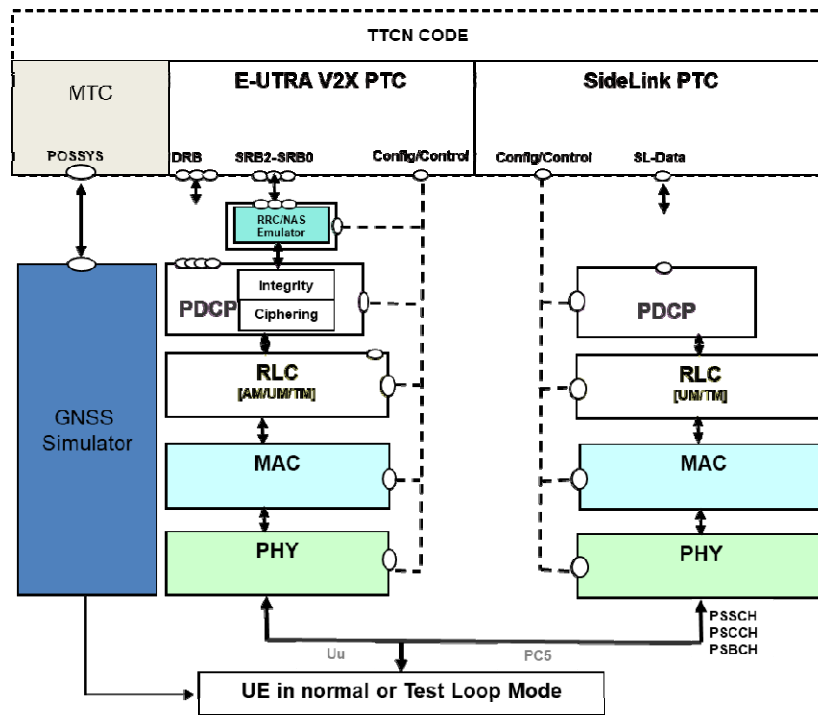 TTCN CODE
MTC
E-UTRA V2X PTC
SideLink PTC
POSSYS
DRB
SRB2-SRB0
Config/Control
Config/Control
SL-Data
RRC/NAS
Emulator
Integrity
PDCP
Ciphering
PDCP
RLC
[AM/UM/TM]
RLC
[UM/TM]
GNSS
Simulator
MAC
MAC
PHY
PHY
PSSCH
PSCCH
PSBCH
Uu
PC5
UE in normal or Test Loop Mode